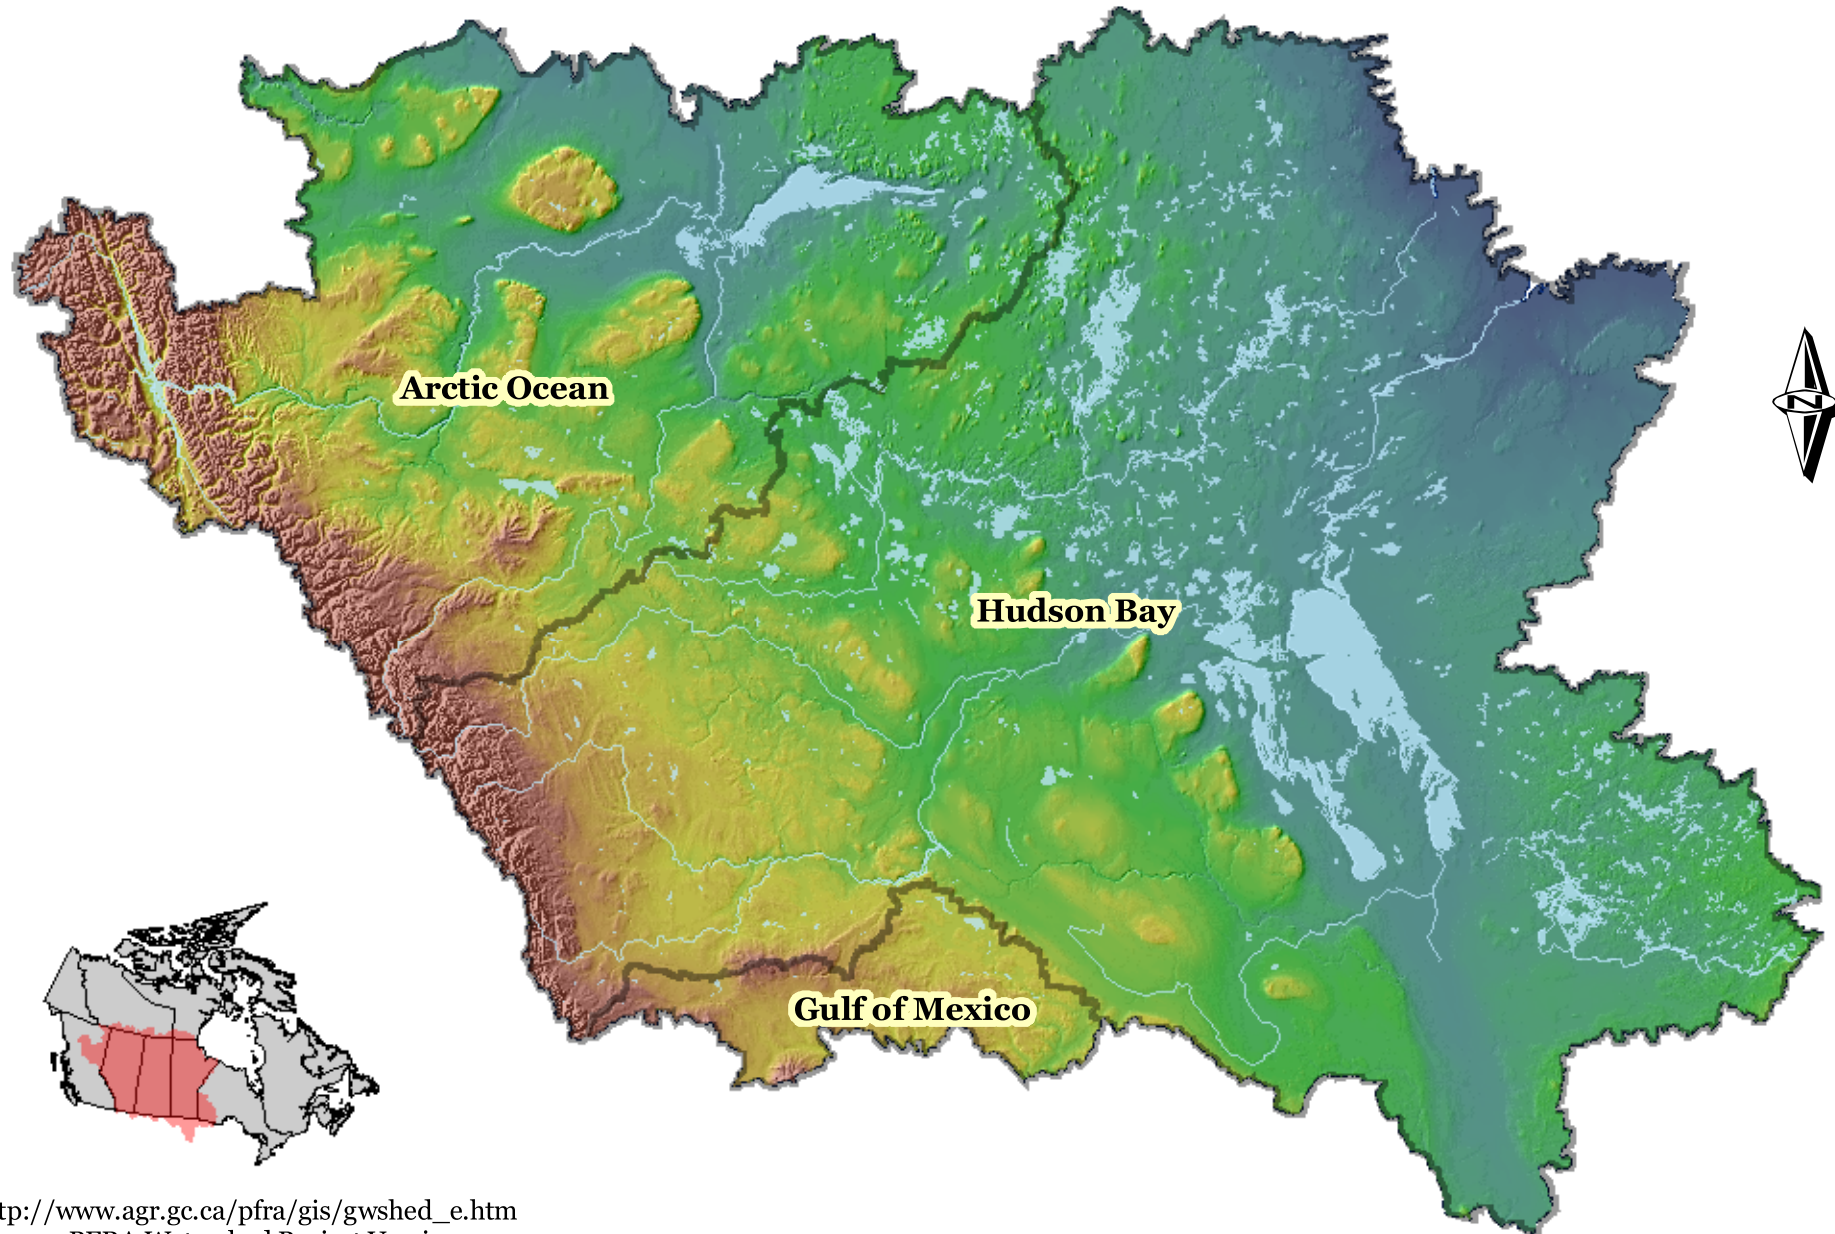 Arctic Ocean
Hudson Bay
Gulf of Mexico
N
tp://www.agr.gc.ca/pfra/gis/gwshed_e.htm